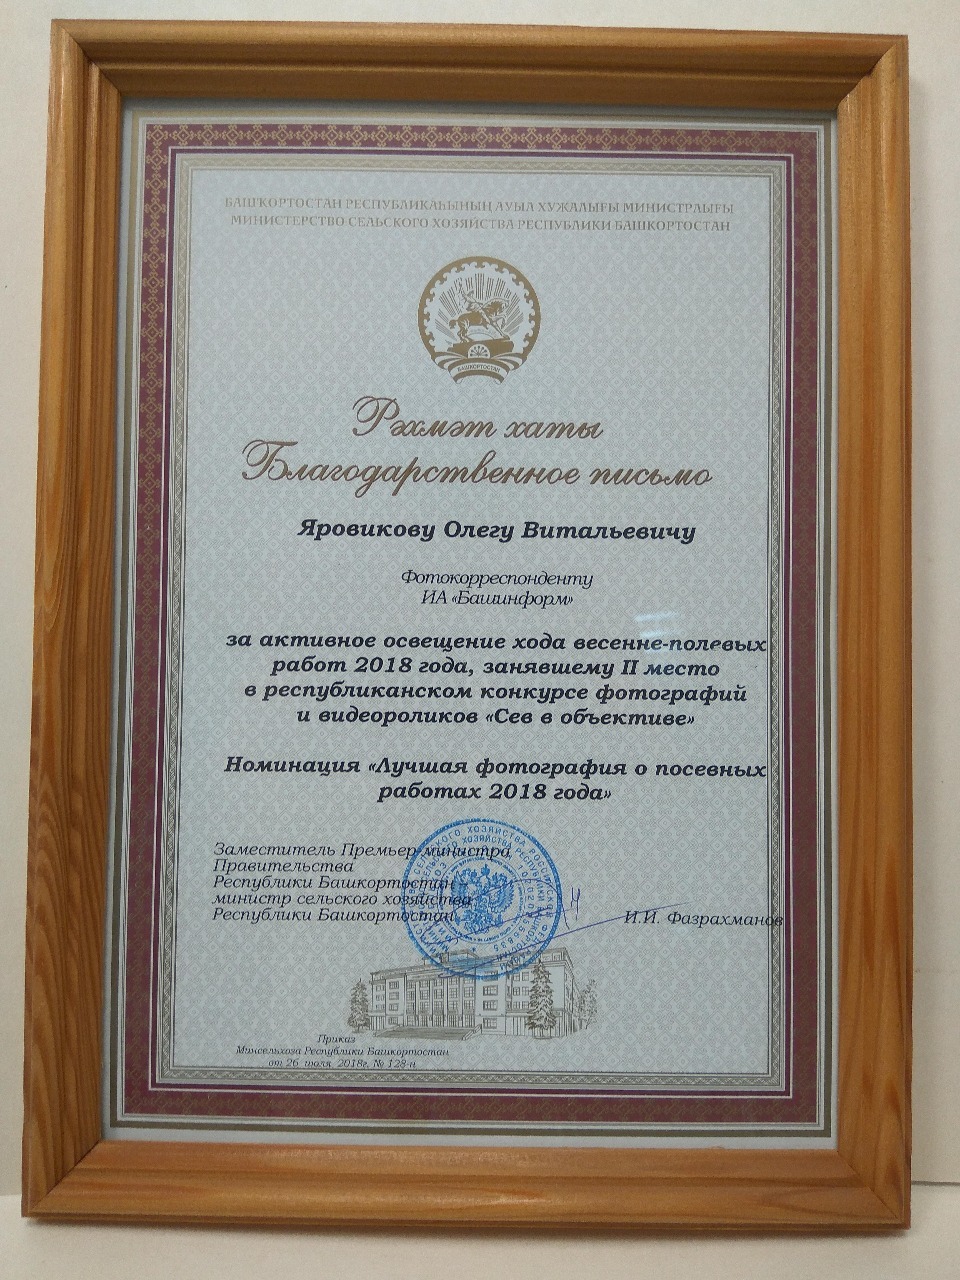 БАШҠОРТОСТАН РЕСПУБЛИКАҺЫНЫҢ АУЫЛ ХУЖАЛЫҒЫ МИНИСТРЛЫҒЫ
МИНИСТЕРСТВО СЕЛЬСКОГО ХОЗЯЙСТВА РЕСПУБЛИКИ БАШКОРТОСТАН
БАШКОРТОСТАН
Рәхмәт хаты
Благодарственное письмо
Яровикову Олегу Витальевичу
Фотокорреспонденту
ИА «Башинформ»
за активное освещение хода весенне-полевых
работ 2018 года, занявшему II место
в республиканском конкурсе фотографий
и видеороликов «Сев в объективе»
Номинация «Лучшая фотография о посевных
работах 2018 года»
Заместитель Премьер-министра
Правительства
Республики Башкортостан
министр сельского хозяйства
Республики Башкортостан
И.И. Фазрахманов
Приказ
Минсельхоза Республики Башкортостан
от 26 июля 2018г, № 128-п